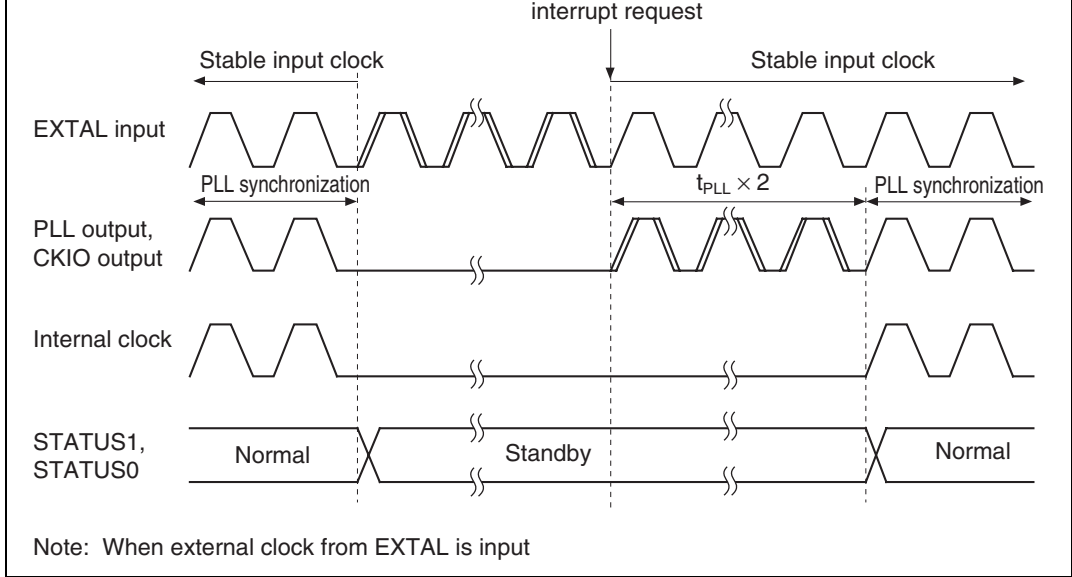 interrupt request
Stable input clock
Stable input clock
EXTAL input
PLL synchronization
tPLL × 2
PLL synchronization
PLL output,
CKIO output
Internal clock
STATUS1,
STATUS0
Normal
Standby
Normal
Note: When external clock from EXTAL is input